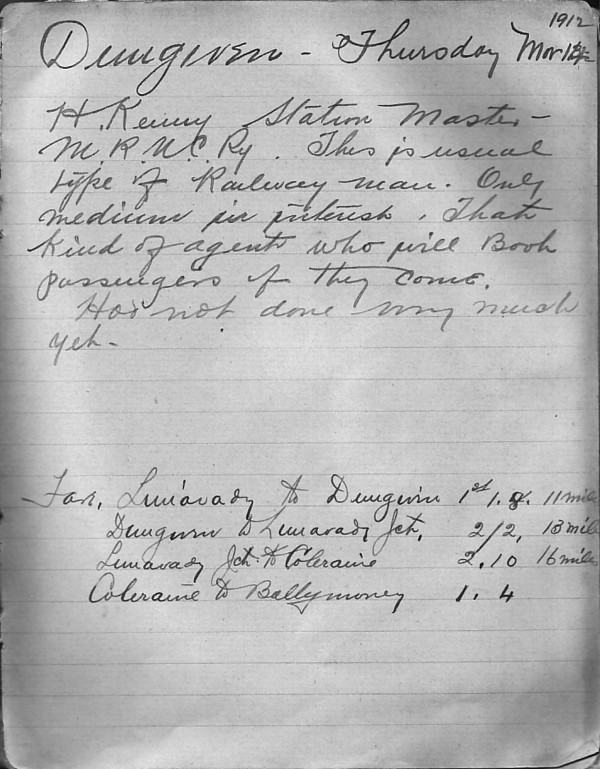 1912
Dungiven - Thursday Mar 14
H. Kenny Station Master -
M. R. N. C. Ry. This is usual
type of Railway man. Only
medium in interest. That
kind of agent who will Book
passengers if they come.
Has not done very much
yet -
Fare, Limavady to Dungiven 1st 1. 8. 11 miles
Dungiven to Limavady Jct, 2/2, 13 miles
Limavady Jct. to Coleraine 2.10 16 miles
Coleraine to Ballymoney 1. 4